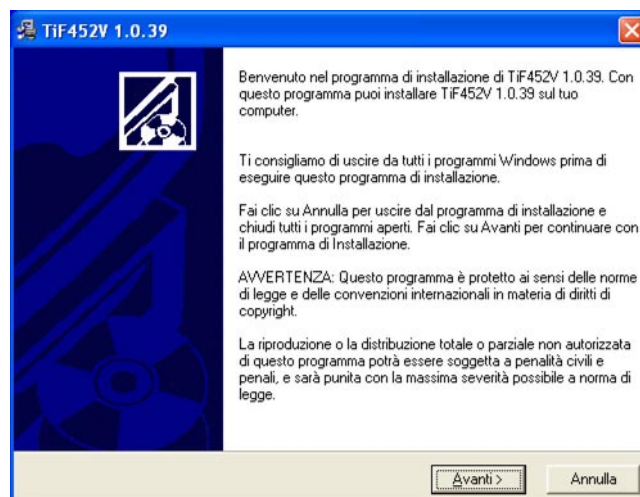 TiF452V 1.0.39
Benvenuto nel programma di installazione di TiF452V 1.0.39. Con
questo programma puoi installare TiF452V 1.0.39 sul tuo
computer.
Ti consigliamo di uscire da tutti i programmi Windows prima di
eseguire questo programma di installazione.
Fai clic su Annulla per uscire dal programma di installazione e
chiudi tutti i programmi aperti. Fai clic su Avanti per continuare con
il programma di Installazione.
AVVERTENZA: Questo programma è protetto ai sensi delle norme
di legge e delle convenzioni internazionali in materia di diritti di
copyright.
La riproduzione o la distribuzione totale o parziale non autorizzata
di questo programma potrà essere soggetta a penalità civili e
penali, e sarà punita con la massima severità possibile a norma di
legge.
Avanti > Annulla